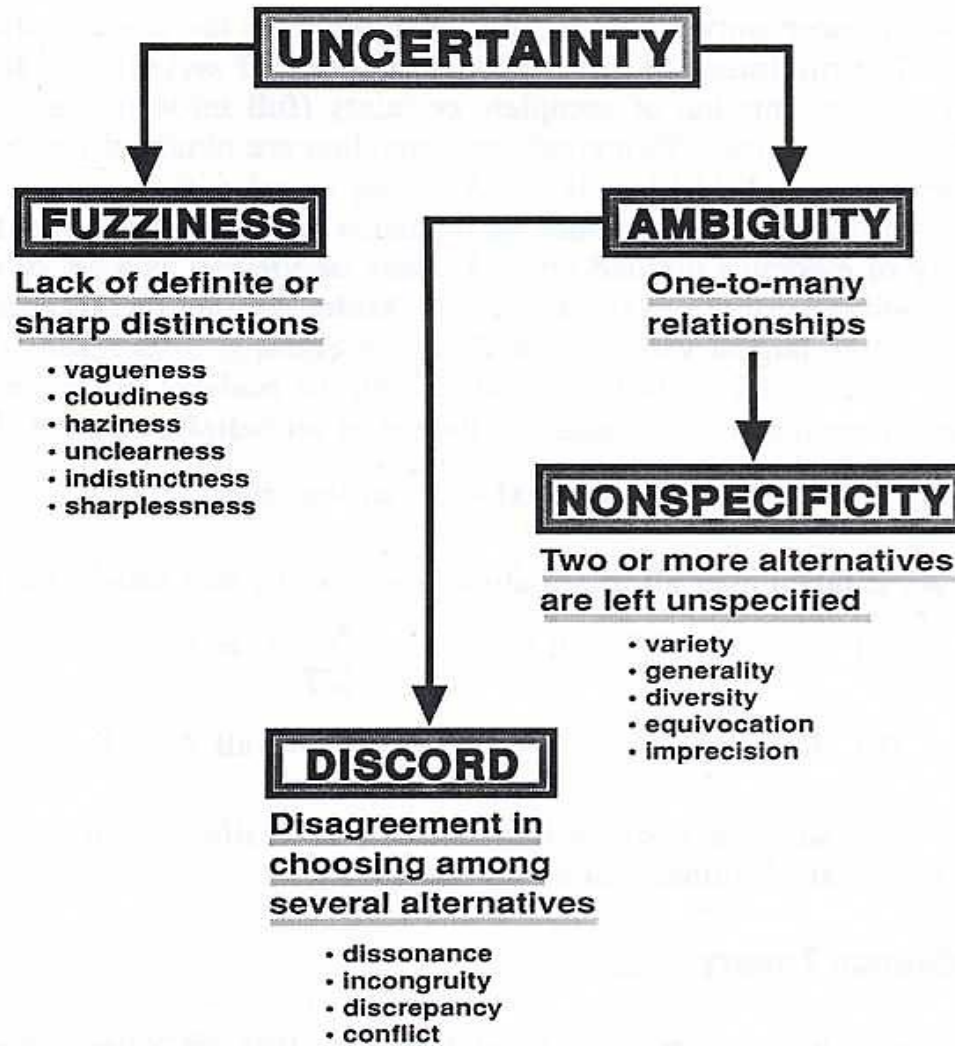 UNCERTAINTY
FUZZINESS
Lack of definite or
sharp distinctions
• vagueness
• cloudiness
• haziness
• unclearness
• indistinctness
• sharplessness
AMBIGUITY
One-to-many
relationships
NONSPECIFICITY
Two or more alternatives
are left unspecified
• variety
• generality
• diversity
• equivocation
• imprecision
DISCORD
Disagreement in
choosing among
several alternatives
• dissonance
• incongruity
• discrepancy
• conflict